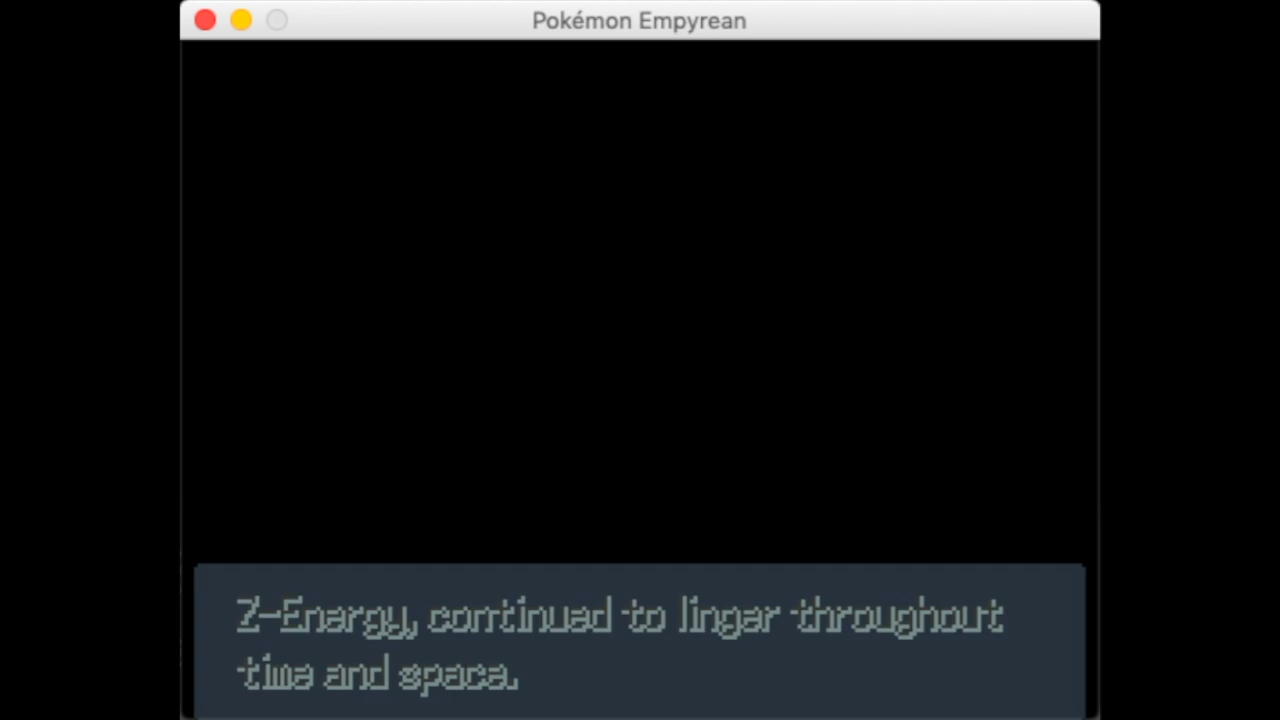 Pokémon Empyrean
Z-Energy, continued to linger throughout
time and space.